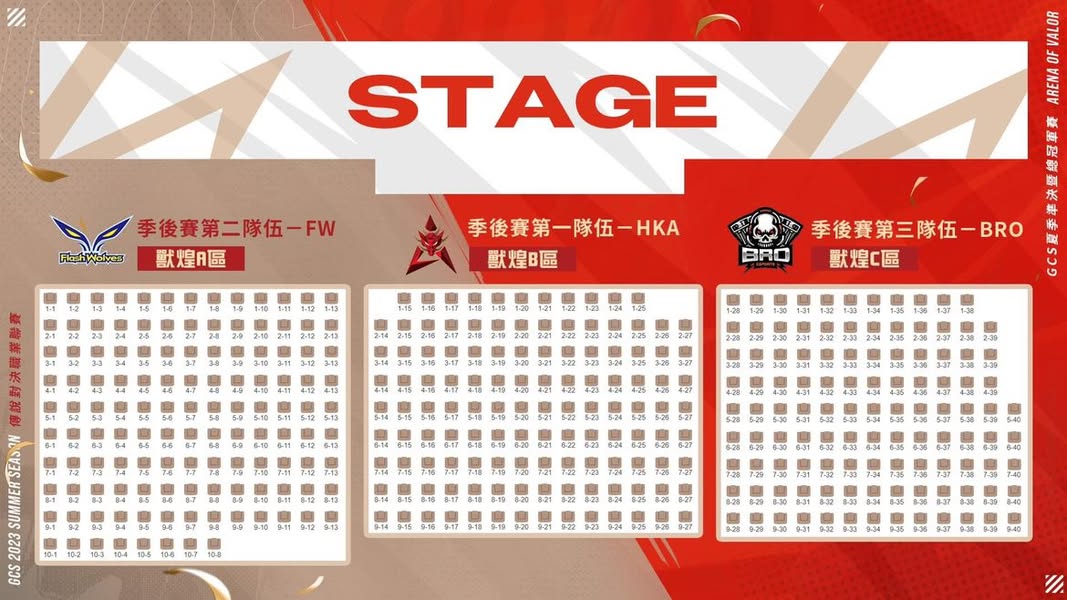 STAGE
GCS夏季準決暨總冠軍賽 ARENA OF VALOR
GCS 2023 SUMMER SEASON 傳說對決職業聯賽
Flash Wolves
季後賽第二隊伍－FW
獸煌A區
1-1 1-2 1-3 1-4 1-5 1-6 1-7 1-8 1-9 1-10 1-11 1-12 1-13
2-1 2-2 2-3 2-4 2-5 2-6 2-7 2-8 2-9 2-10 2-11 2-12 2-13
3-1 3-2 3-3 3-4 3-5 3-6 3-7 3-8 3-9 3-10 3-11 3-12 3-13
4-1 4-2 4-3 4-4 4-5 4-6 4-7 4-8 4-9 4-10 4-11 4-12 4-13
5-1 5-2 5-3 5-4 5-5 5-6 5-7 5-8 5-9 5-10 5-11 5-12 5-13
6-1 6-2 6-3 6-4 6-5 6-6 6-7 6-8 6-9 6-10 6-11 6-12 6-13
7-1 7-2 7-3 7-4 7-5 7-6 7-7 7-8 7-9 7-10 7-11 7-12 7-13
8-1 8-2 8-3 8-4 8-5 8-6 8-7 8-8 8-9 8-10 8-11 8-12 8-13
9-1 9-2 9-3 9-4 9-5 9-6 9-7 9-8 9-9 9-10 9-11 9-12 9-13
10-1 10-2 10-3 10-4 10-5 10-6 10-7 10-8
季後賽第一隊伍－HKA
獸煌B區
1-15 1-16 1-17 1-18 1-19 1-20 1-21 1-22 1-23 1-24 1-25
2-14 2-15 2-16 2-17 2-18 2-19 2-20 2-21 2-22 2-23 2-24 2-25 2-26 2-27
3-14 3-15 3-16 3-17 3-18 3-19 3-20 3-21 3-22 3-23 3-24 3-25 3-26 3-27
4-14 4-15 4-16 4-17 4-18 4-19 4-20 4-21 4-22 4-23 4-24 4-25 4-26 4-27
5-14 5-15 5-16 5-17 5-18 5-19 5-20 5-21 5-22 5-23 5-24 5-25 5-26 5-27
6-14 6-15 6-16 6-17 6-18 6-19 6-20 6-21 6-22 6-23 6-24 6-25 6-26 6-27
7-14 7-15 7-16 7-17 7-18 7-19 7-20 7-21 7-22 7-23 7-24 7-25 7-26 7-27
8-14 8-15 8-16 8-17 8-18 8-19 8-20 8-21 8-22 8-23 8-24 8-25 8-26 8-27
9-14 9-15 9-16 9-17 9-18 9-19 9-20 9-21 9-22 9-23 9-24 9-25 9-26 9-27
BRO
季後賽第三隊伍－BRO
獸煌C區
1-28 1-29 1-30 1-31 1-32 1-33 1-34 1-35 1-36 1-37 1-38
2-28 2-29 2-30 2-31 2-32 2-33 2-34 2-35 2-36 2-37 2-38 2-39
3-28 3-29 3-30 3-31 3-32 3-33 3-34 3-35 3-36 3-37 3-38 3-39
4-28 4-29 4-30 4-31 4-32 4-33 4-34 4-35 4-36 4-37 4-38 4-39
5-28 5-29 5-30 5-31 5-32 5-33 5-34 5-35 5-36 5-37 5-38 5-39 5-40
6-28 6-29 6-30 6-31 6-32 6-33 6-34 6-35 6-36 6-37 6-38 6-39 6-40
7-28 7-29 7-30 7-31 7-32 7-33 7-34 7-35 7-36 7-37 7-38 7-39 7-40
8-28 8-29 8-30 8-31 8-32 8-33 8-34 8-35 8-36 8-37 8-38 8-39 8-40
9-28 9-29 9-30 9-31 9-32 9-33 9-34 9-35 9-36 9-37 9-38 9-39 9-40